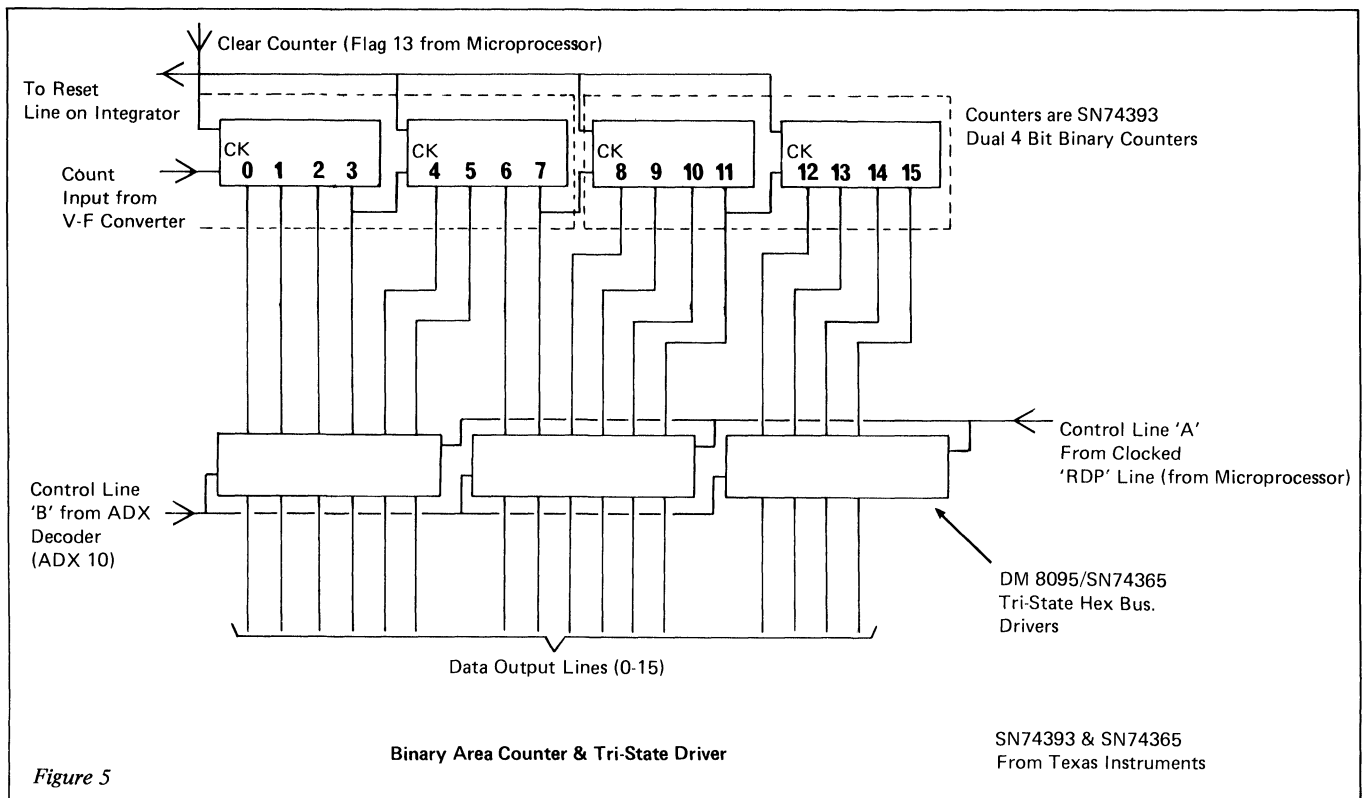 Clear Counter (Flag 13 from Microprocessor)
To Reset
Line on Integrator
Counters are SN74393
Dual 4 Bit Binary Counters
CK
0 1 2 3
CK
4 5 6 7
CK
8 9 10 11
CK
12 13 14 15
Count
Input from
V-F Converter
Control Line 'A'
From Clocked
'RDP' Line (from Microprocessor)
Control Line
'B' from ADX
Decoder
(ADX 10)
DM 8095/SN74365
Tri-State Hex Bus.
Drivers
Data Output Lines (0-15)
Binary Area Counter & Tri-State Driver
SN74393 & SN74365
From Texas Instruments
Figure 5